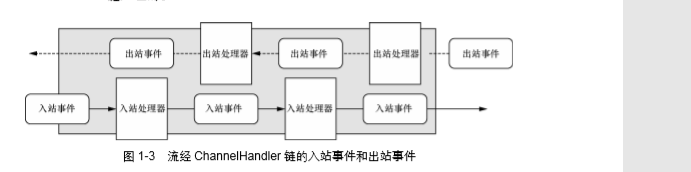 出站事件 出站处理器 出站事件 出站处理器 出站事件
入站事件 入站处理器 入站事件 入站处理器 入站事件
图 1-3 流经 ChannelHandler 链的入站事件和出站事件